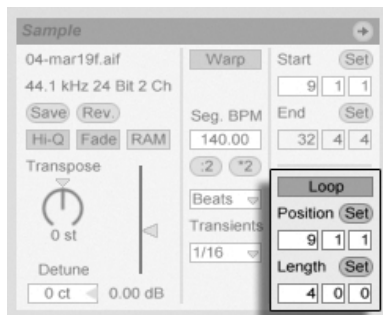 Sample
04-mar19f.aif
44.1 kHz 24 Bit 2 Ch
Save Rev.
Hi-Q Fade RAM
Transpose
0 st
Detune
0 ct 0.00 dB
Warp
Seg. BPM
140.00
:2 *2
Beats
Transients
1/16
Start Set
9 1 1
End Set
32 4 4
Loop
Position Set
9 1 1
Length Set
4 0 0